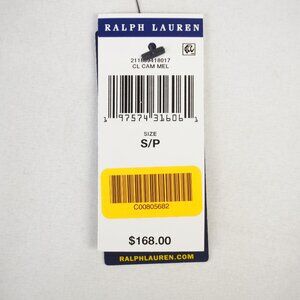 RALPH LAUREN
CL CAM MEL
1 97574 31606 1
SIZE
S/P
C00805682
$168.00
RALPHLAUREN.COM